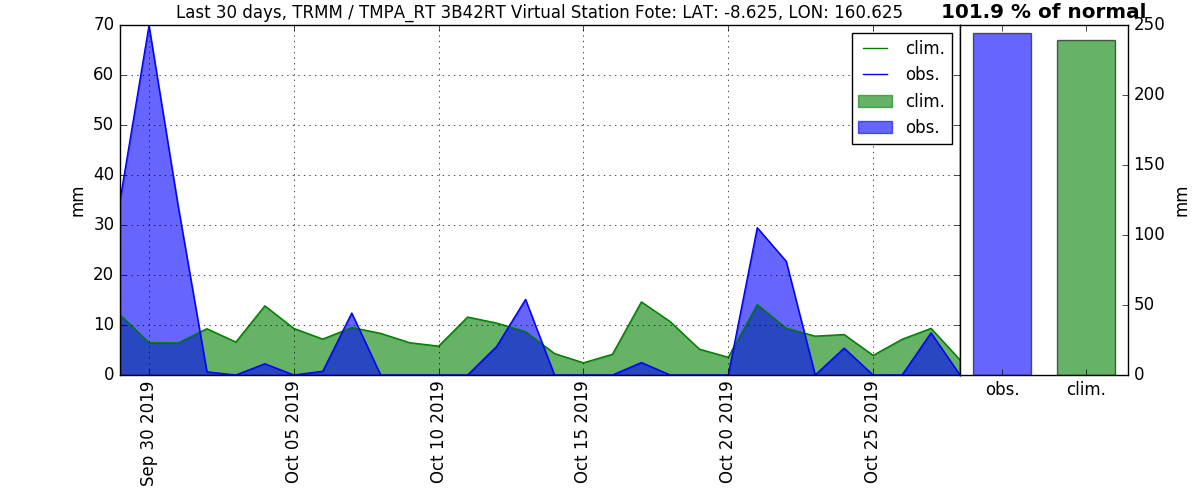 Last 30 days, TRMM / TMPA_RT 3B42RT Virtual Station Fote: LAT: -8.625, LON: 160.625
101.9 % of normal
70
60
50
40
30
20
10
0
mm
clim.
obs.
clim.
obs.
Sep 30 2019
Oct 05 2019
Oct 10 2019
Oct 15 2019
Oct 20 2019
Oct 25 2019
250
200
150
100
50
0
mm
obs.
clim.